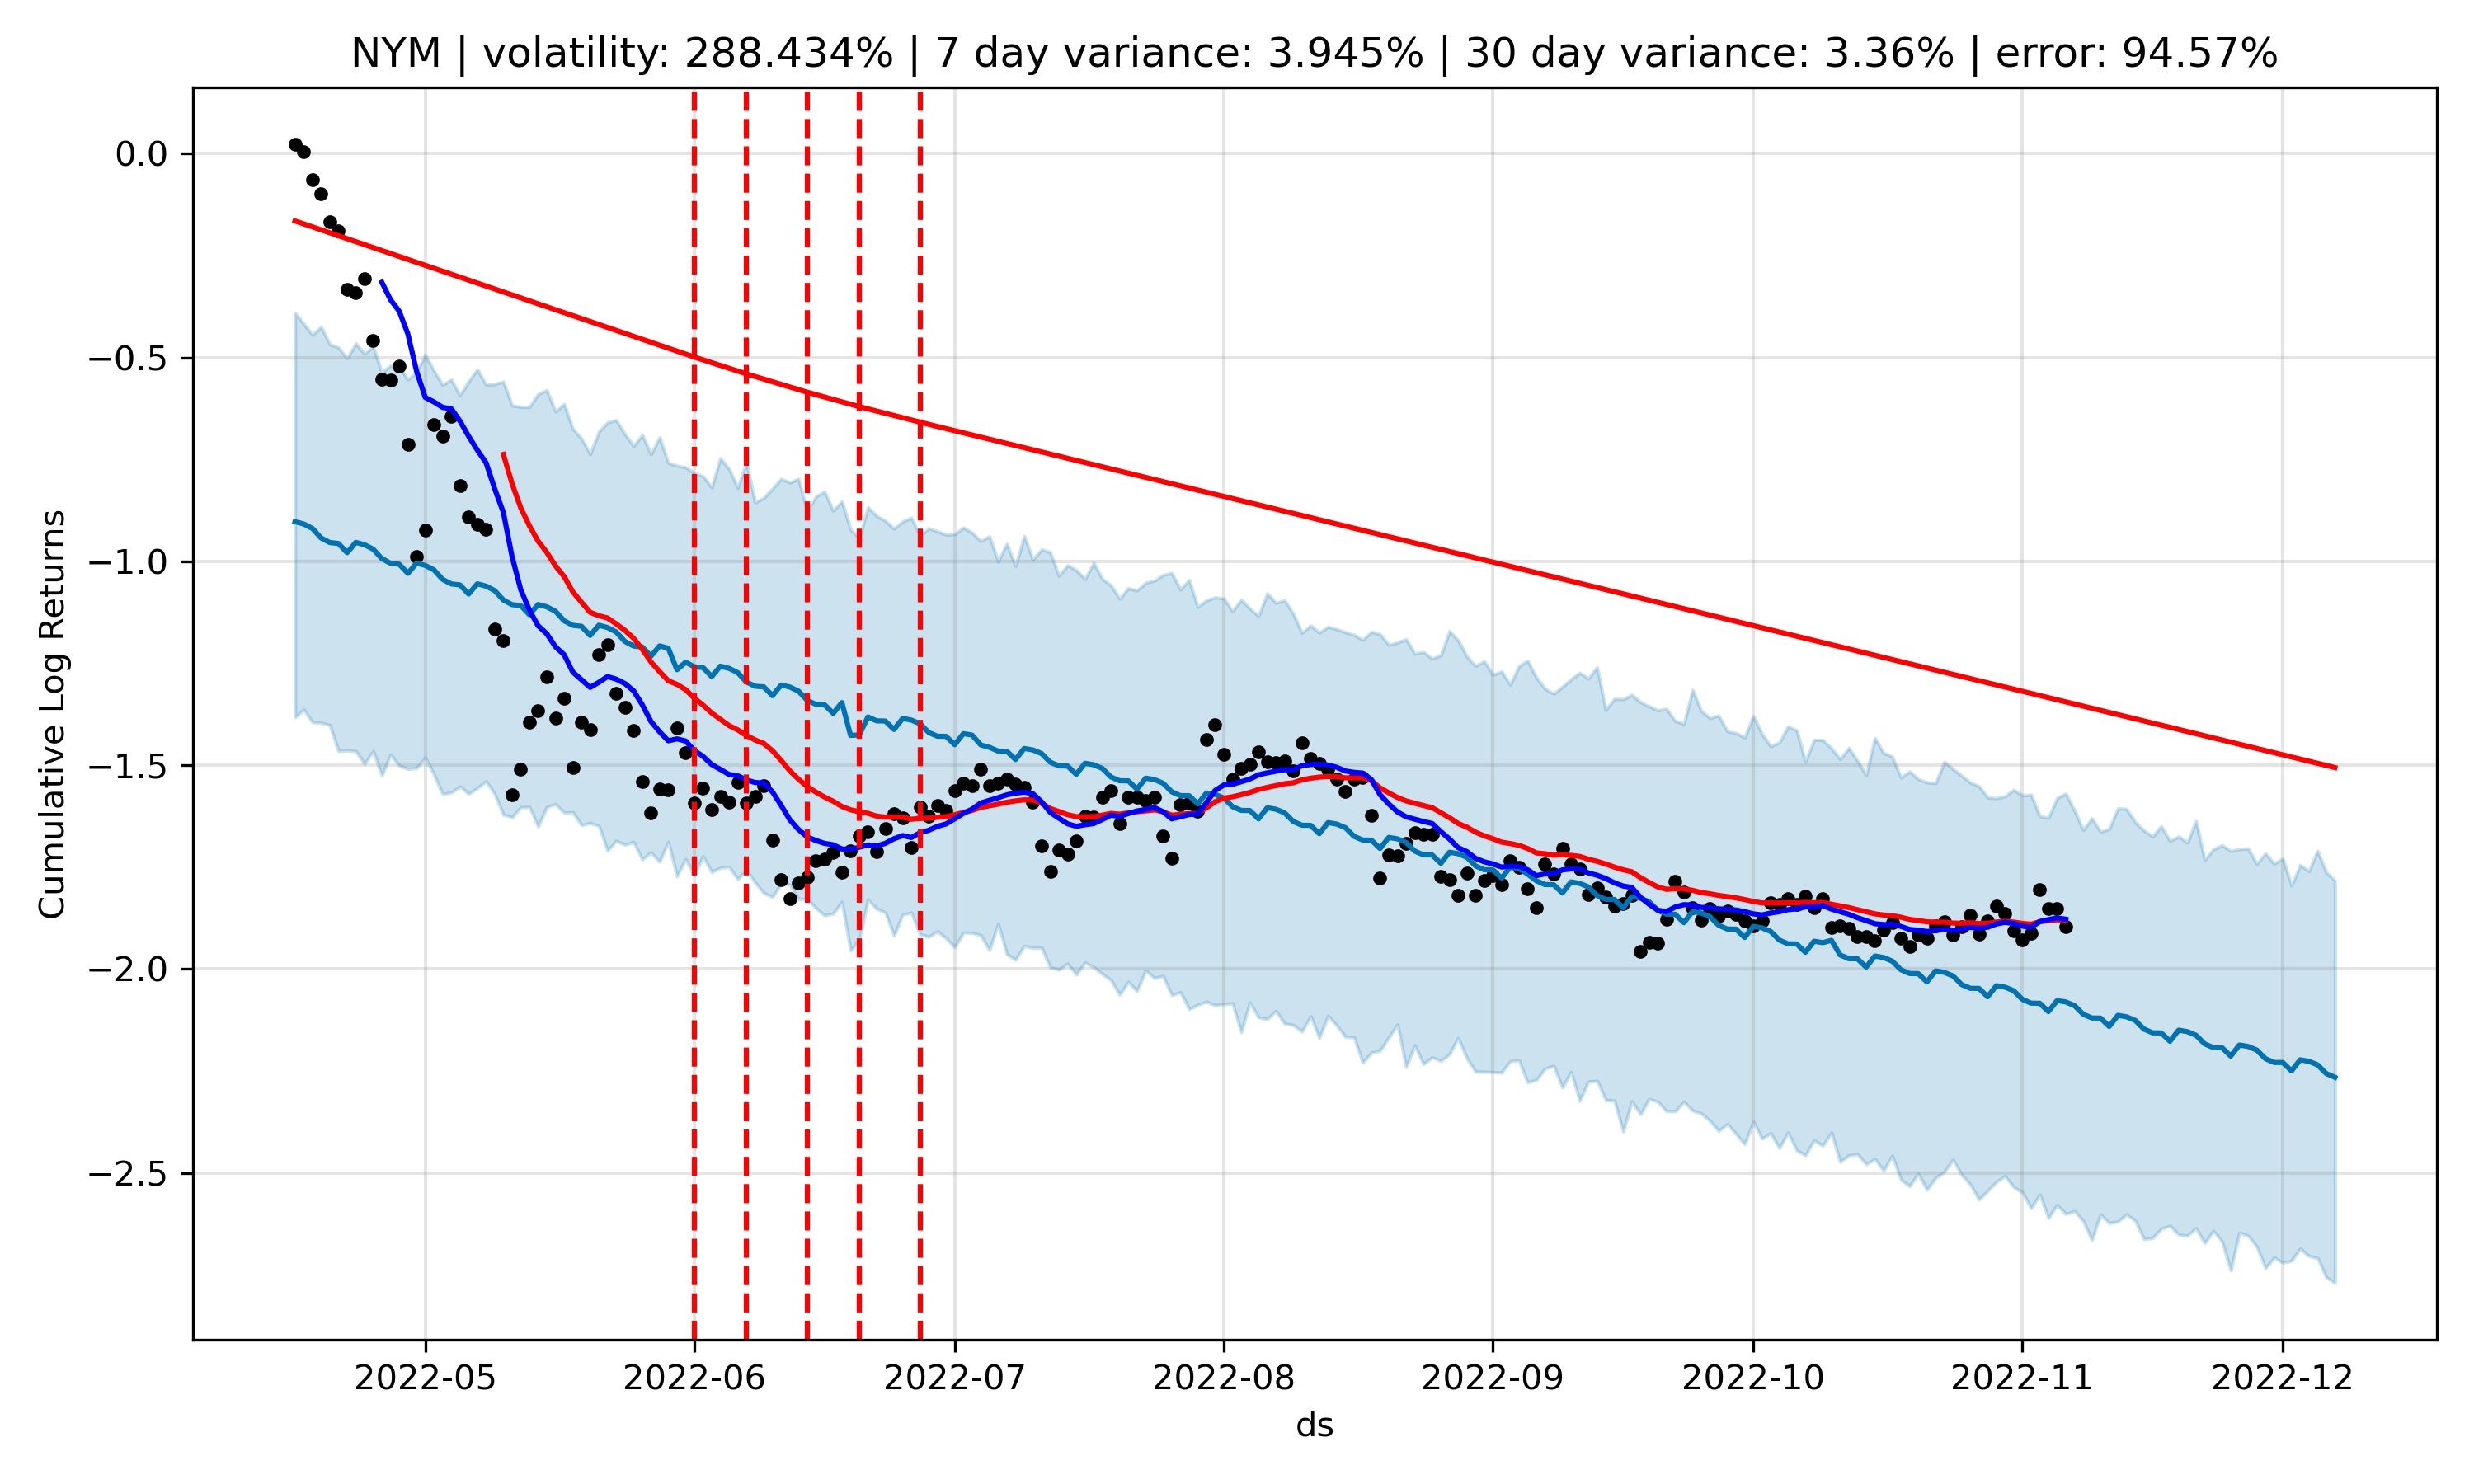 NYM | volatility: 288.434% | 7 day variance: 3.945% | 30 day variance: 3.36% | error: 94.57%
Cumulative Log Returns
0.0
−0.5
−1.0
−1.5
−2.0
−2.5
2022-05 2022-06 2022-07 2022-08 2022-09 2022-10 2022-11 2022-12
ds